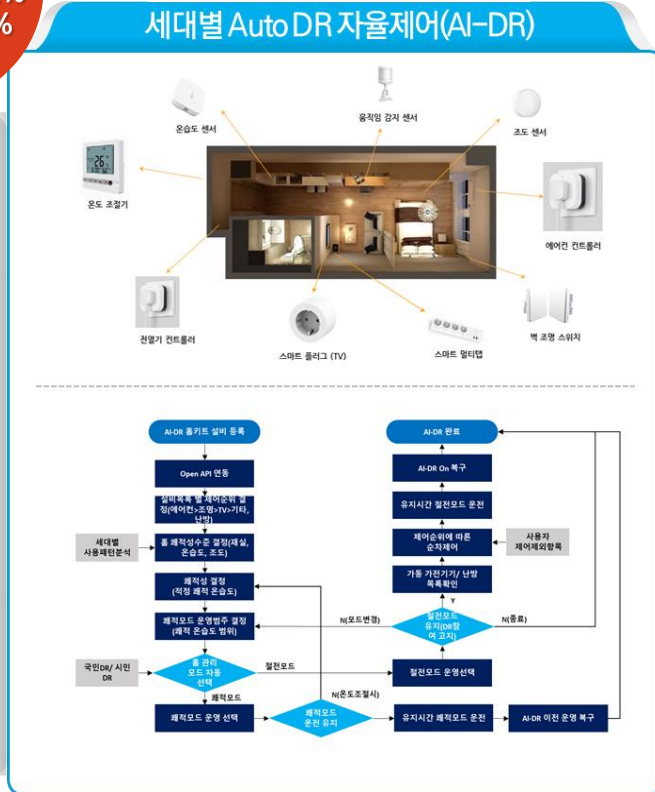 %
%
세대별 Auto DR 자율제어(AI-DR)
움직임 감지 센서
온습도 센서
조도 센서
26
온도 조절기
에어컨 컨트롤러
전열기 컨트롤러
스마트 플러그 (TV)
스마트 멀티탭
벽 조명 스위치
AI-DR 홈키트 설비 등록
AI-DR 완료
Open API 연동
AI-DR On 복구
설비목록 별 제어순위 결
정(에어컨>조명>TV>기타,
난방)
유지시간 절전모드 운전
세대별
사용패턴분석
홈 쾌적성수준 결정(재실,
온습도, 조도)
제어순위에 따른
순차제어
사용자
제어제외항목
쾌적성 결정
(적정 쾌적 온습도)
가동 가전기기/ 난방
목록확인
Y
쾌적모드 운영범주 결정
(쾌적 온습도 범위)
N(모드변경)
절전모드
유지(DR참
여 고지)
N(종료)
국민DR/ 시민
DR
홈 관리
모드 자동
선택
절전모드
절전모드 운영선택
쾌적모드
N(온도조절시)
쾌적모드 운영 선택
쾌적모드
운전 유지
유지시간 쾌적모드 운전
AI-DR 이전 운영 복구